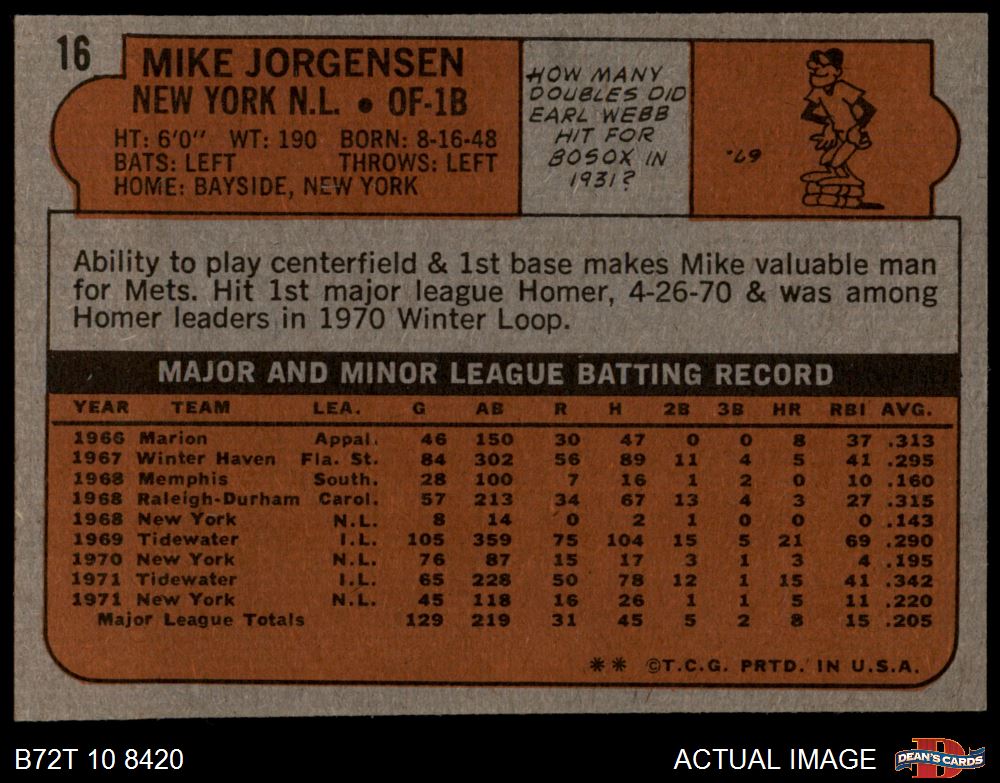 16
MIKE JORGENSEN
NEW YORK N.L. • OF-1B
HT: 6'0" WT: 190 BORN: 8-16-48
BATS: LEFT THROWS: LEFT
HOME: BAYSIDE, NEW YORK
HOW MANY
DOUBLES DID
EARL WEBB
HIT FOR
BOSOX IN
1931?
.67
Ability to play centerfield & 1st base makes Mike valuable man
for Mets. Hit 1st major league Homer, 4-26-70 & was among
Homer leaders in 1970 Winter Loop.
MAJOR AND MINOR LEAGUE BATTING RECORD
YEAR TEAM LEA. G AB R H 2B 3B HR RBI AVG.
1966 Marion Appal. 46 150 30 47 0 0 8 37 .313
1967 Winter Haven Fla. St. 84 302 56 89 11 4 5 41 .295
1968 Memphis South. 28 100 7 16 1 2 0 10 .160
1968 Raleigh-Durham Carol. 57 213 34 67 13 4 3 27 .315
1968 New York N.L. 8 14 0 2 1 0 0 0 .143
1969 Tidewater I.L. 105 359 75 104 15 5 21 69 .290
1970 New York N.L. 76 87 15 17 3 1 3 4 .195
1971 Tidewater I.L. 65 228 50 78 12 1 15 41 .342
1971 New York N.L. 45 118 16 26 1 1 5 11 .220
Major League Totals 129 219 31 45 5 2 8 15 .205
** ©T.C.G. PRTD. IN U.S.A.
B72T 10 8420
ACTUAL IMAGE
DEAN'S CARDS